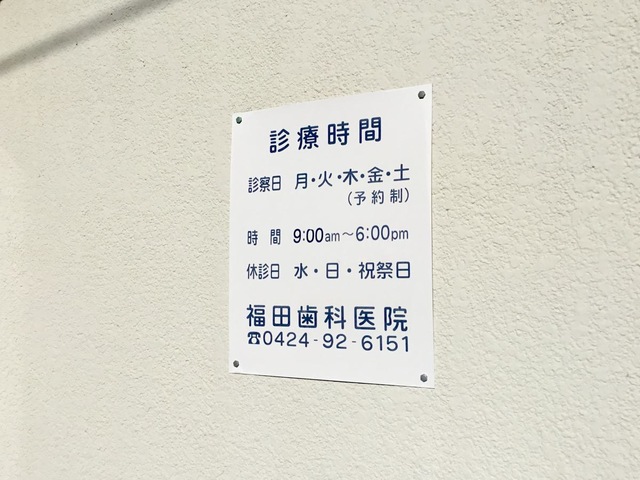 診療時間
診察日 月・火・木・金・土
(予約制)
時間 9:00am～6:00pm
休診日 水・日・祝祭日
福田歯科医院
☎0424-92-6151